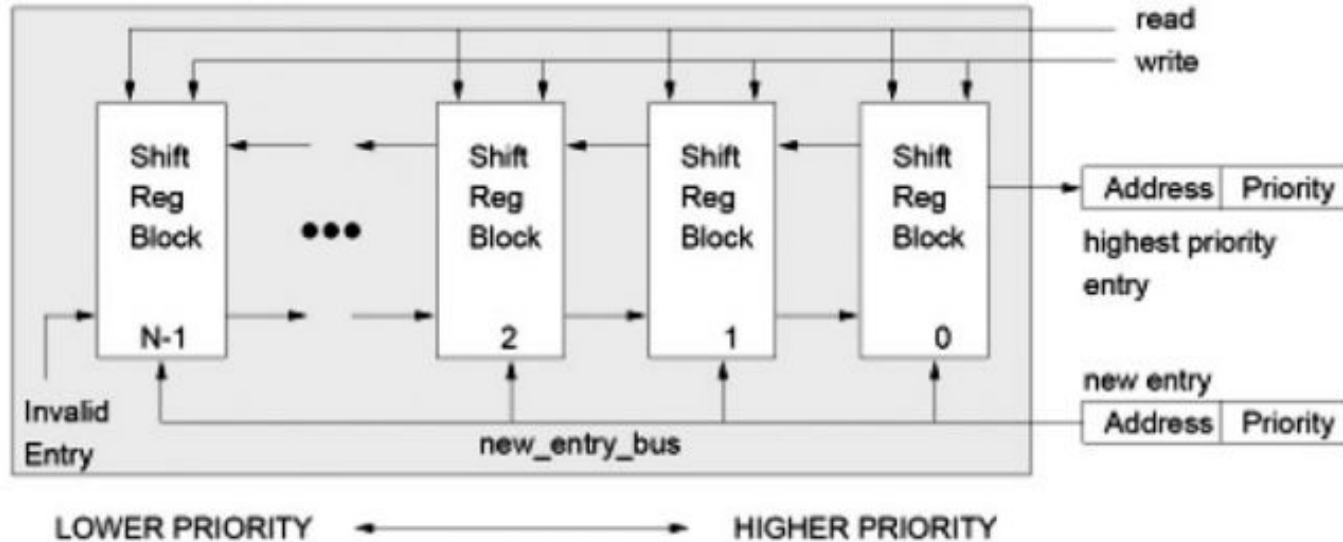 read
write
Shift
Reg
Block
N-1
Shift
Reg
Block
2
Shift
Reg
Block
1
Shift
Reg
Block
0
Address Priority
highest priority
entry
new entry
Address Priority
Invalid
Entry
new_entry_bus
LOWER PRIORITY HIGHER PRIORITY